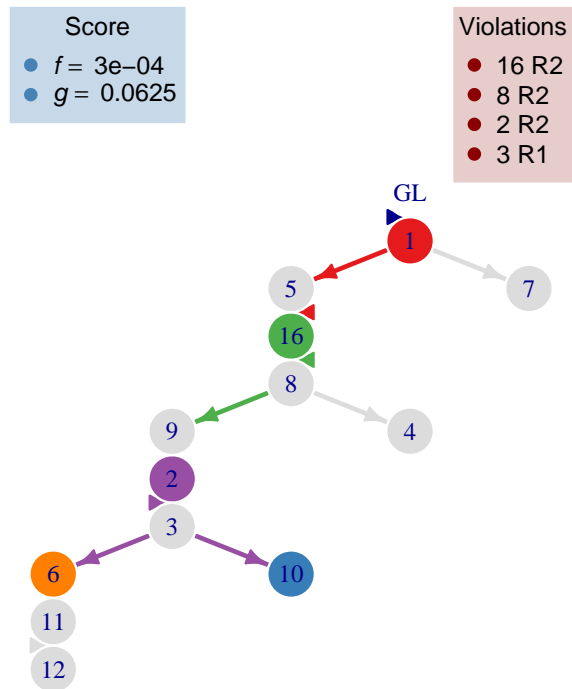 Score
f = 3e−04
g = 0.0625
Violations
16 R2
8 R2
2 R2
3 R1
GL
1
5
7
16
8
9
4
2
3
6
10
11
12